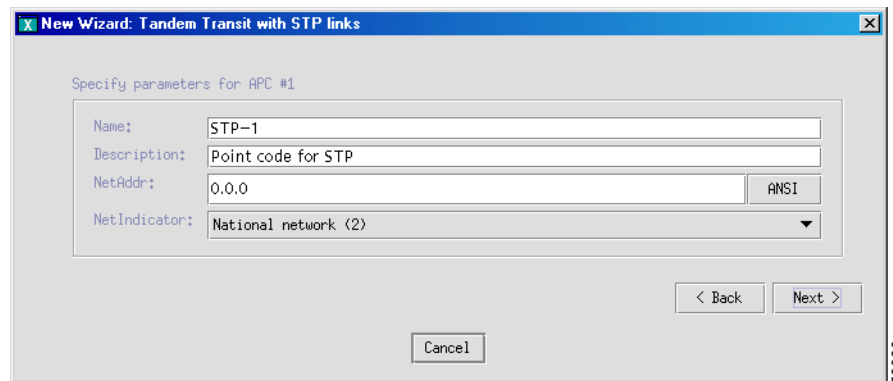 X New Wizard: Tandem Transit with STP links X
Specify parameters for APC #1
Name: STP-1
Description: Point code for STP
NetAddr: 0.0.0 ANSI
NetIndicator: National network (2)
< Back Next >
Cancel